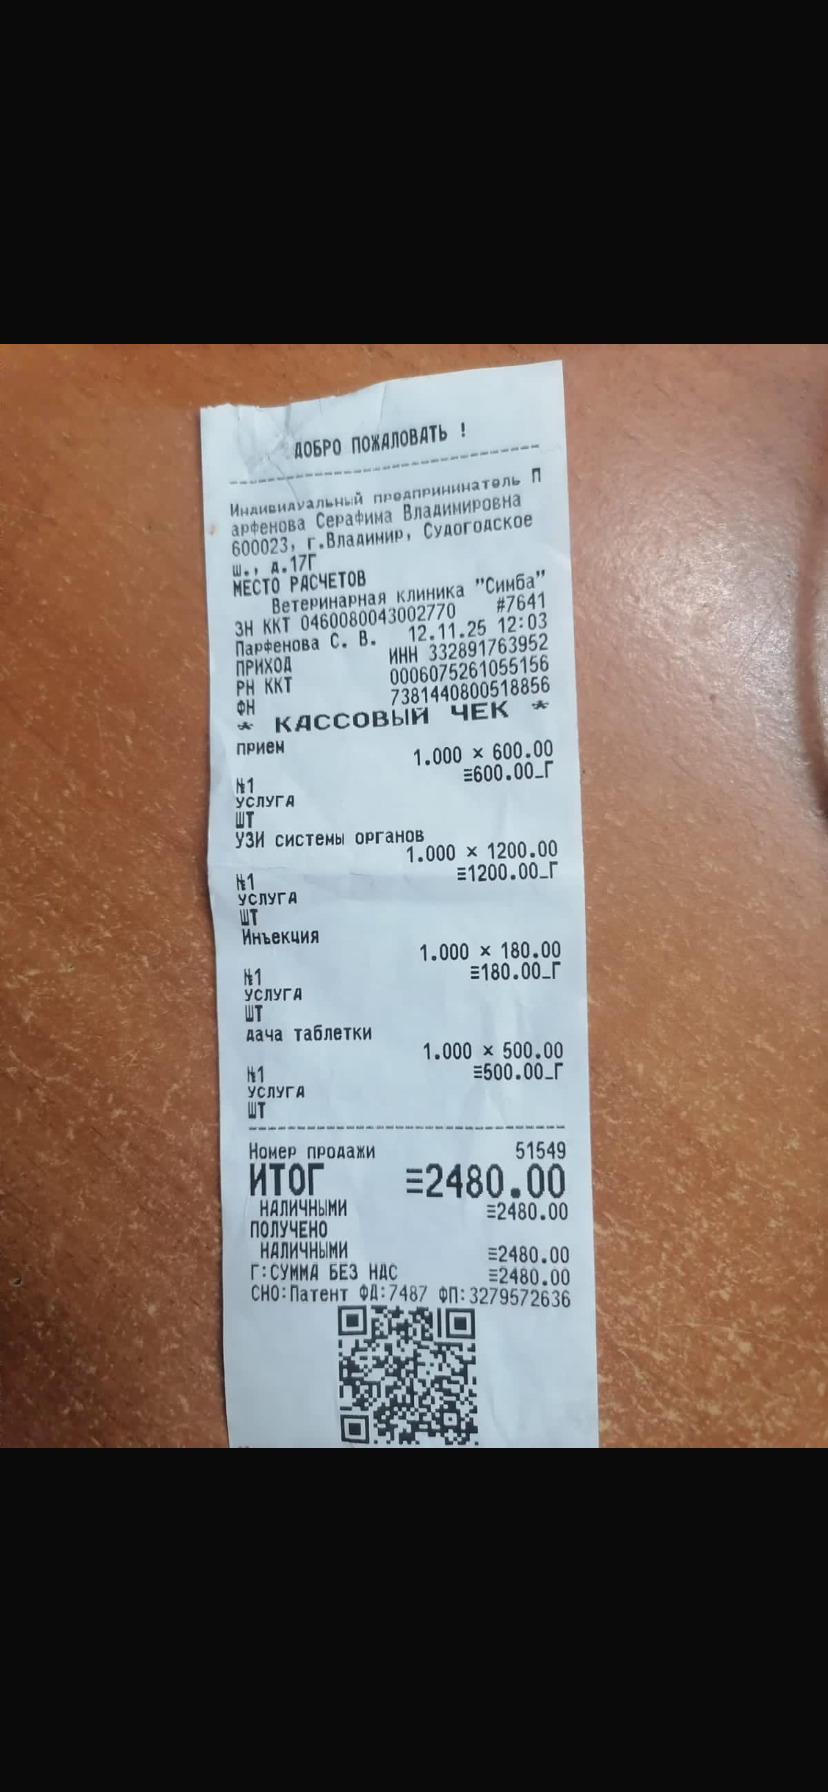 ДОБРО ПОЖАЛОВАТЬ !
Индивидуальный предпрининатель П
арфенова Серафима Владимировна
600023, г.Владимир, Судогодское
ш., д.17Г
МЕСТО РАСЧЕТОВ
Ветеринарная клиника "Симба"
ЗН ККТ 0460080043002770 #7641
Парфенова С. В. 12.11.25 12:03
ПРИХОД ИНН 332891763952
РН ККТ 0006075261055156
ФН 7381440800518856
* КАССОВЫЙ ЧЕК *
прием
1.000 × 600.00
№1 ≡600.00_Г
УСЛУГА
ШТ
УЗИ системы органов
1.000 × 1200.00
№1 ≡1200.00_Г
УСЛУГА
ШТ
Инъекция
1.000 × 180.00
№1 ≡180.00_Г
УСЛУГА
ШТ
дача таблетки
1.000 × 500.00
№1 ≡500.00_Г
УСЛУГА
ШТ
Номер продажи 51549
ИТОГ ≡2480.00
НАЛИЧНЫМИ ≡2480.00
ПОЛУЧЕНО
НАЛИЧНЫМИ ≡2480.00
Г:СУММА БЕЗ НДС ≡2480.00
СНО:Патент ФД:7487 ФП:3279572636